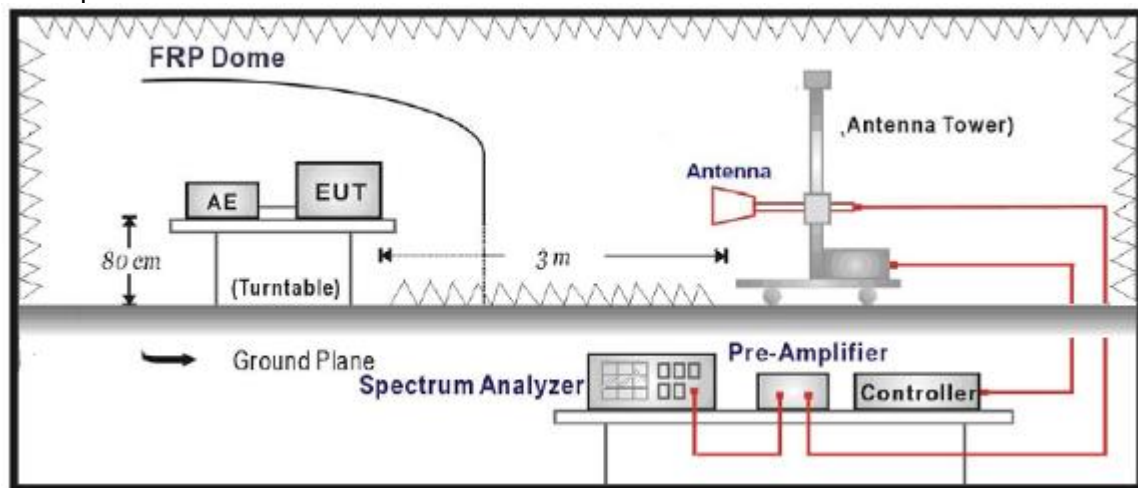 FRP Dome
(Antenna Tower)
Antenna
AE
EUT
80 cm
3 m
(Turntable)
Ground Plane
Spectrum Analyzer
Pre-Amplifier
Controller